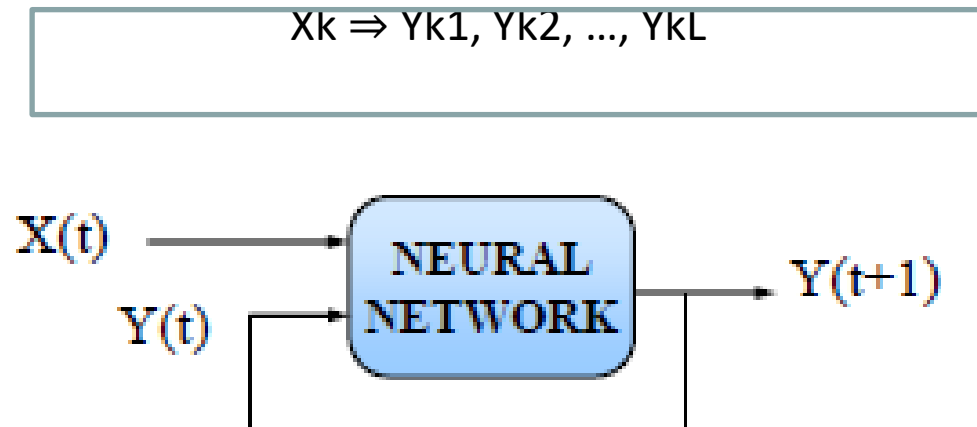 Xk ⇒ Yk1, Yk2, ..., YkL
X(t)
NEURAL
NETWORK
Y(t+1)
Y(t)